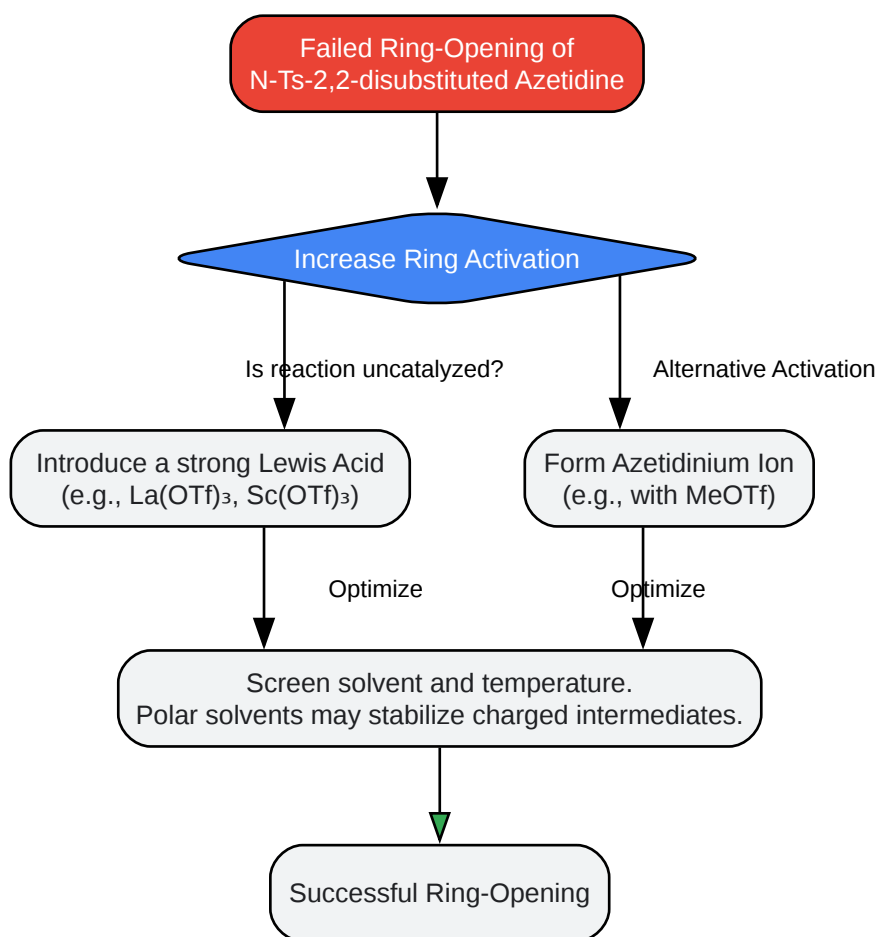 Failed Ring-Opening of
N-Ts-2,2-disubstituted Azetidine
Increase Ring Activation
Is reaction uncatalyzed?
Alternative Activation
Introduce a strong Lewis Acid
(e.g., La(OTf)₃, Sc(OTf)₃)
Form Azetidinium Ion
(e.g., with MeOTf)
Optimize
Optimize
Screen solvent and temperature.
Polar solvents may stabilize charged intermediates.
Successful Ring-Opening